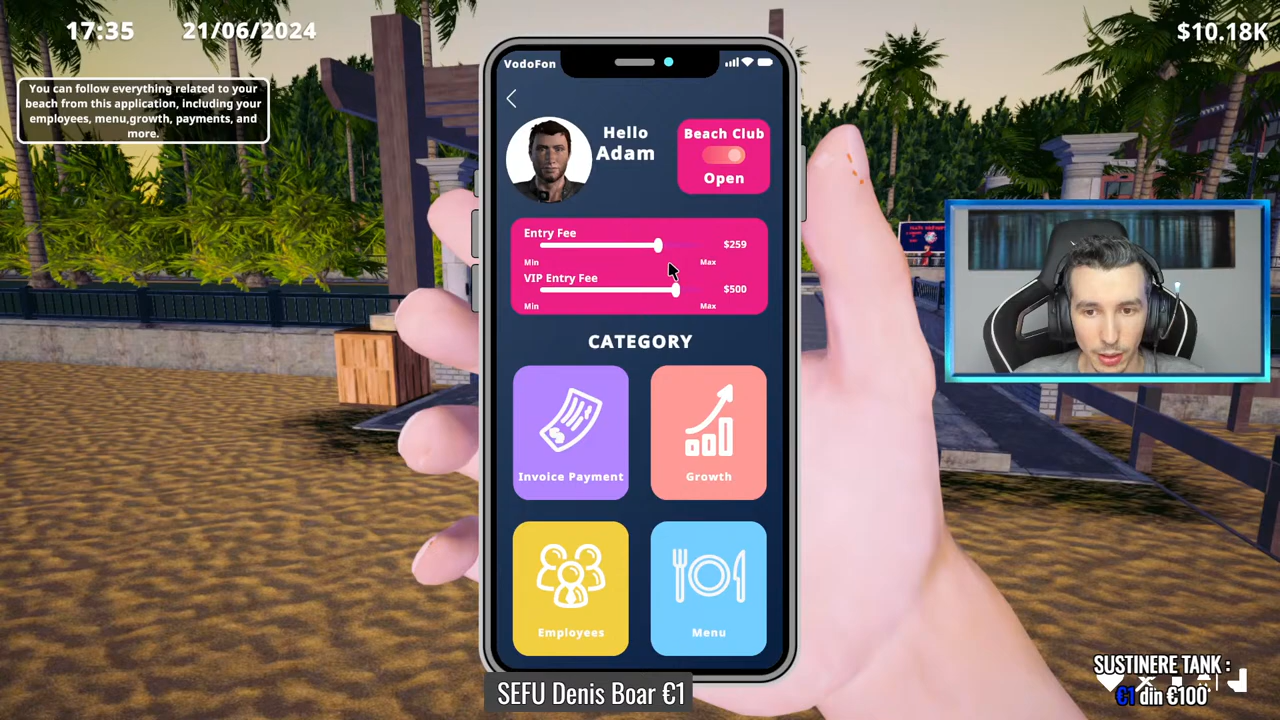 17:35
21/06/2024
$10.18K
You can follow everything related to your
beach from this application, including your
employees, menu,growth, payments, and
more.
VodoFon
Hello
Adam
Beach Club
Open
Entry Fee
$259
Min
Max
VIP Entry Fee
$500
Min
Max
CATEGORY
Invoice Payment
Growth
Employees
Menu
SEFU Denis Boar €1
SUSTINERE TANK :
€1 din €100